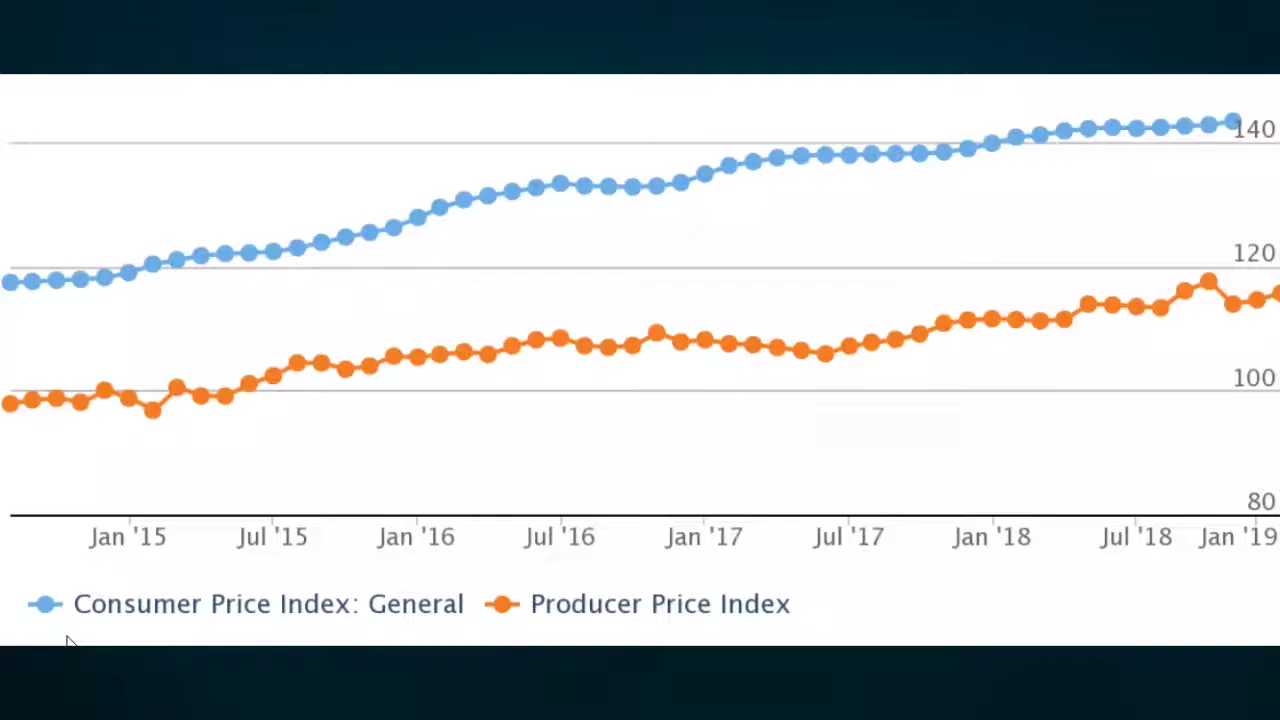 140
120
100
80
Jan '15 Jul '15 Jan '16 Jul '16 Jan '17 Jul '17 Jan '18 Jul '18 Jan '19
Consumer Price Index: General Producer Price Index